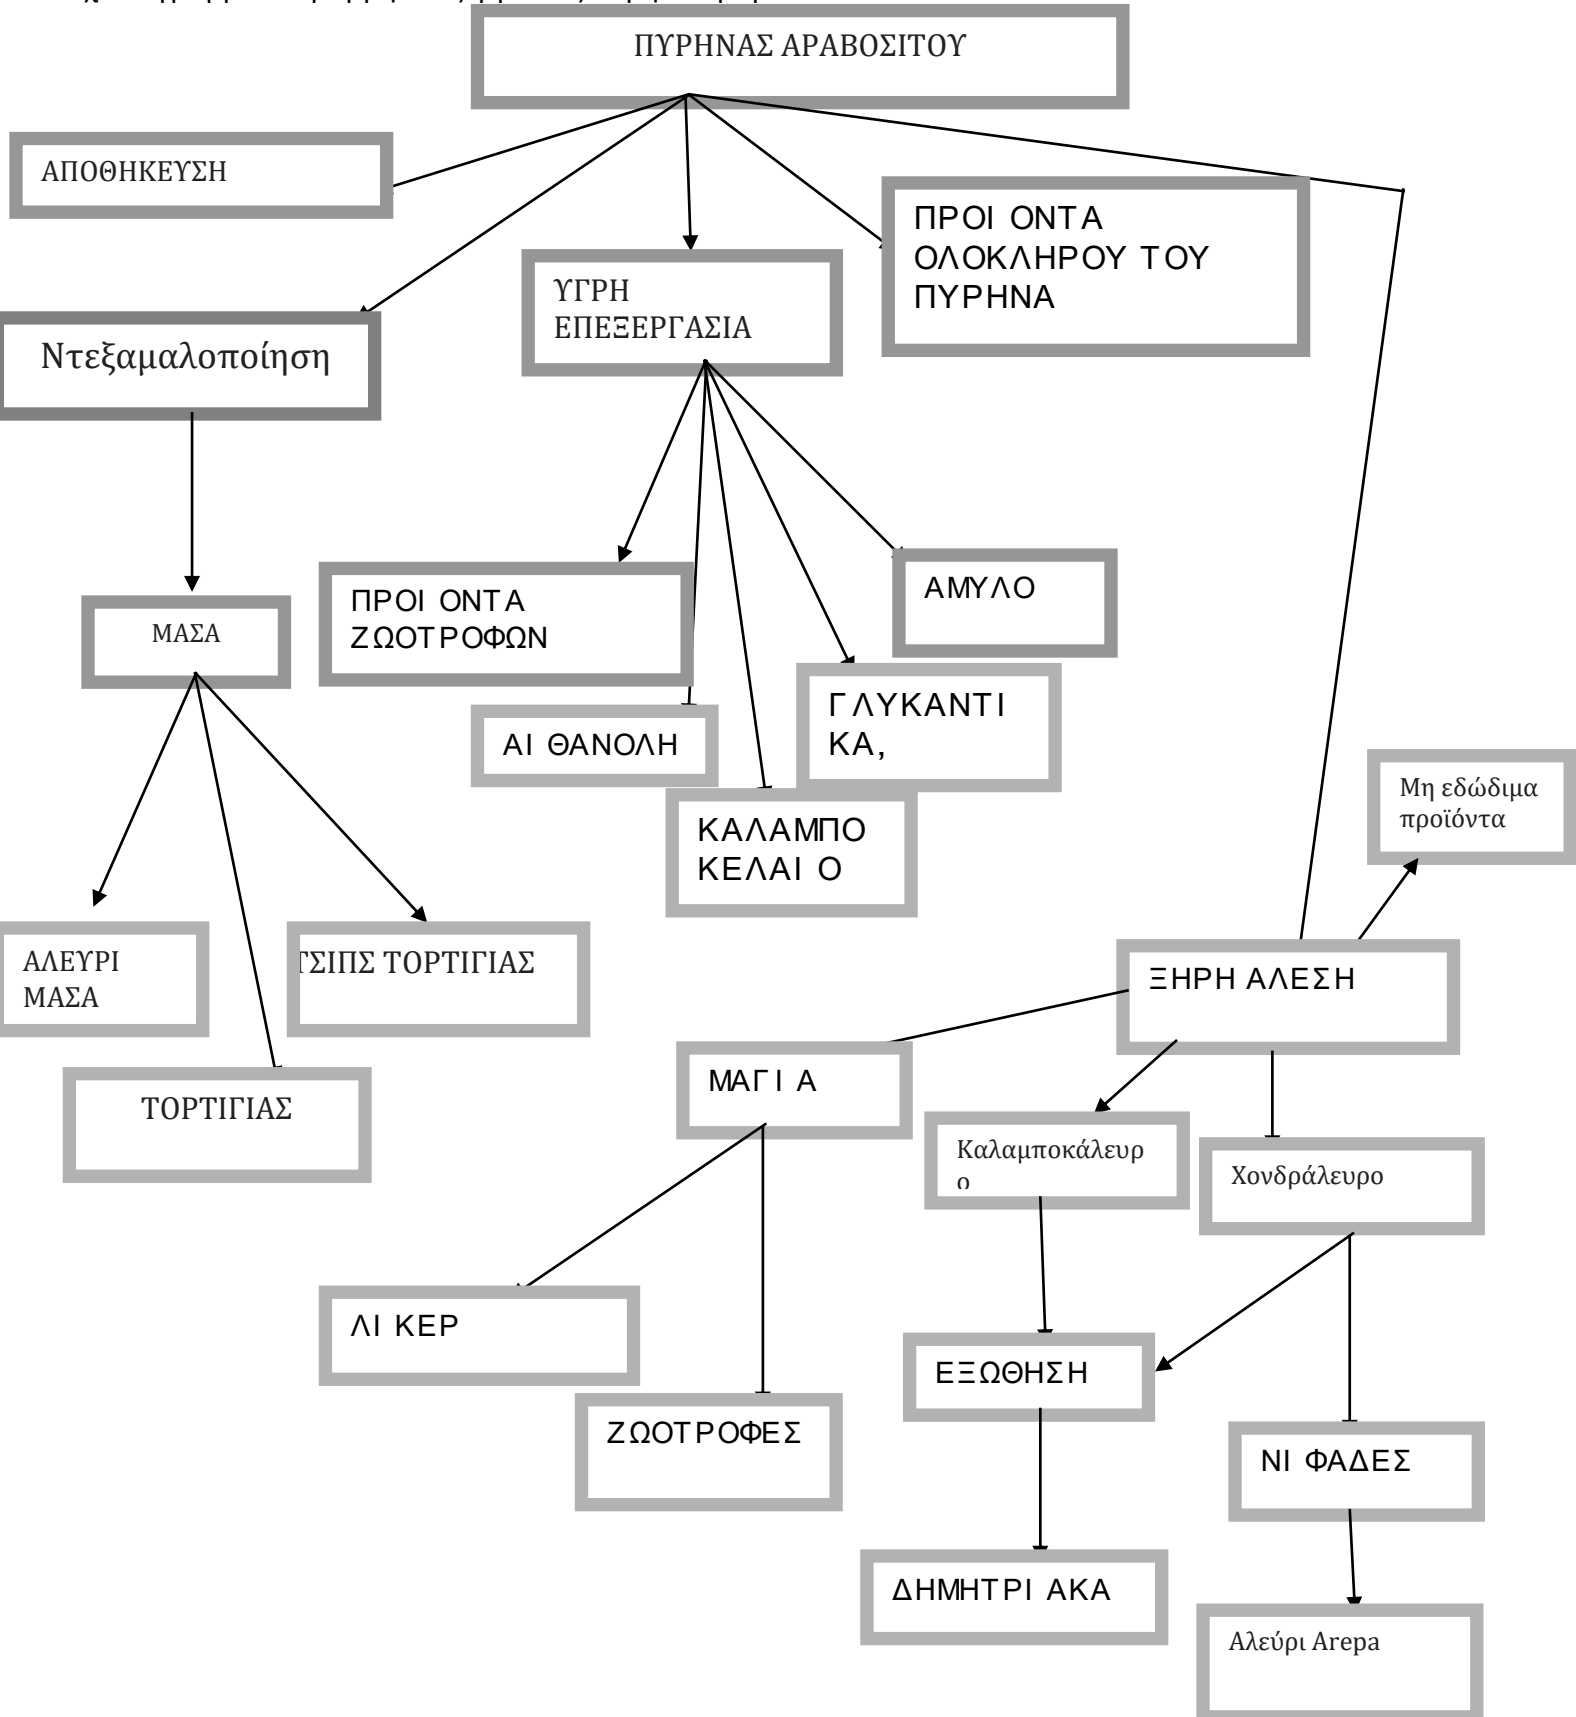 ΠΥΡΗΝΑΣ ΑΡΑΒΟΣΙΤΟΥ
ΑΠΟΘΗΚΕΥΣΗ
ΠΡΟΙ ΟΝΤΑ
ΟΛΟΚΛΗΡΟΥ ΤΟΥ
ΠΥΡΗΝΑ
ΥΓΡΗ
ΕΠΕΞΕΡΓΑΣΙΑ
Ντεξαμαλοποίηση
ΠΡΟΙ ΟΝΤΑ
ΖΩΟΤΡΟΦΩΝ
ΑΜΥΛΟ
ΜΑΣΑ
ΓΛΥΚΑΝΤΙ
ΚΑ,
ΑΙ ΘΑΝΟΛΗ
Μη εδώδιμα
προϊόντα
ΚΑΛΑΜΠΟ
ΚΕΛΑΙ Ο
ΑΛΕΥΡΙ
ΜΑΣΑ
ΤΣΙΠΣ ΤΟΡΤΙΓΙΑΣ
ΞΗΡΗ ΑΛΕΣΗ
ΜΑΓΙ Α
ΤΟΡΤΙΓΙΑΣ
Καλαμποκάλευρ
ο
Χονδράλευρο
ΛΙ ΚΕΡ
ΕΞΩΘΗΣΗ
ΖΩΟΤΡΟΦΕΣ
ΝΙ ΦΑΔΕΣ
ΔΗΜΗΤΡΙ ΑΚΑ
Αλεύρι Arepa